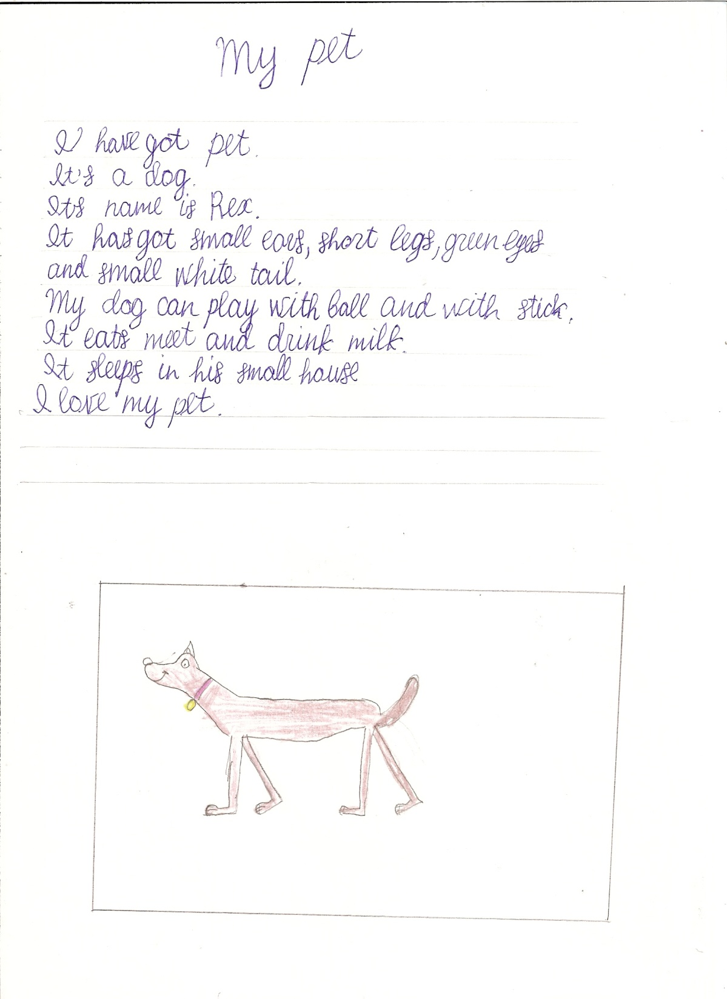 My pet
I have got pet.
It's a dog.
Its name is Rex.
It has got small ears, short legs, green eyes
and small white tail.
My dog can play with ball and with stick.
It eats meet and drink milk.
It sleeps in his small house
I love my pet.